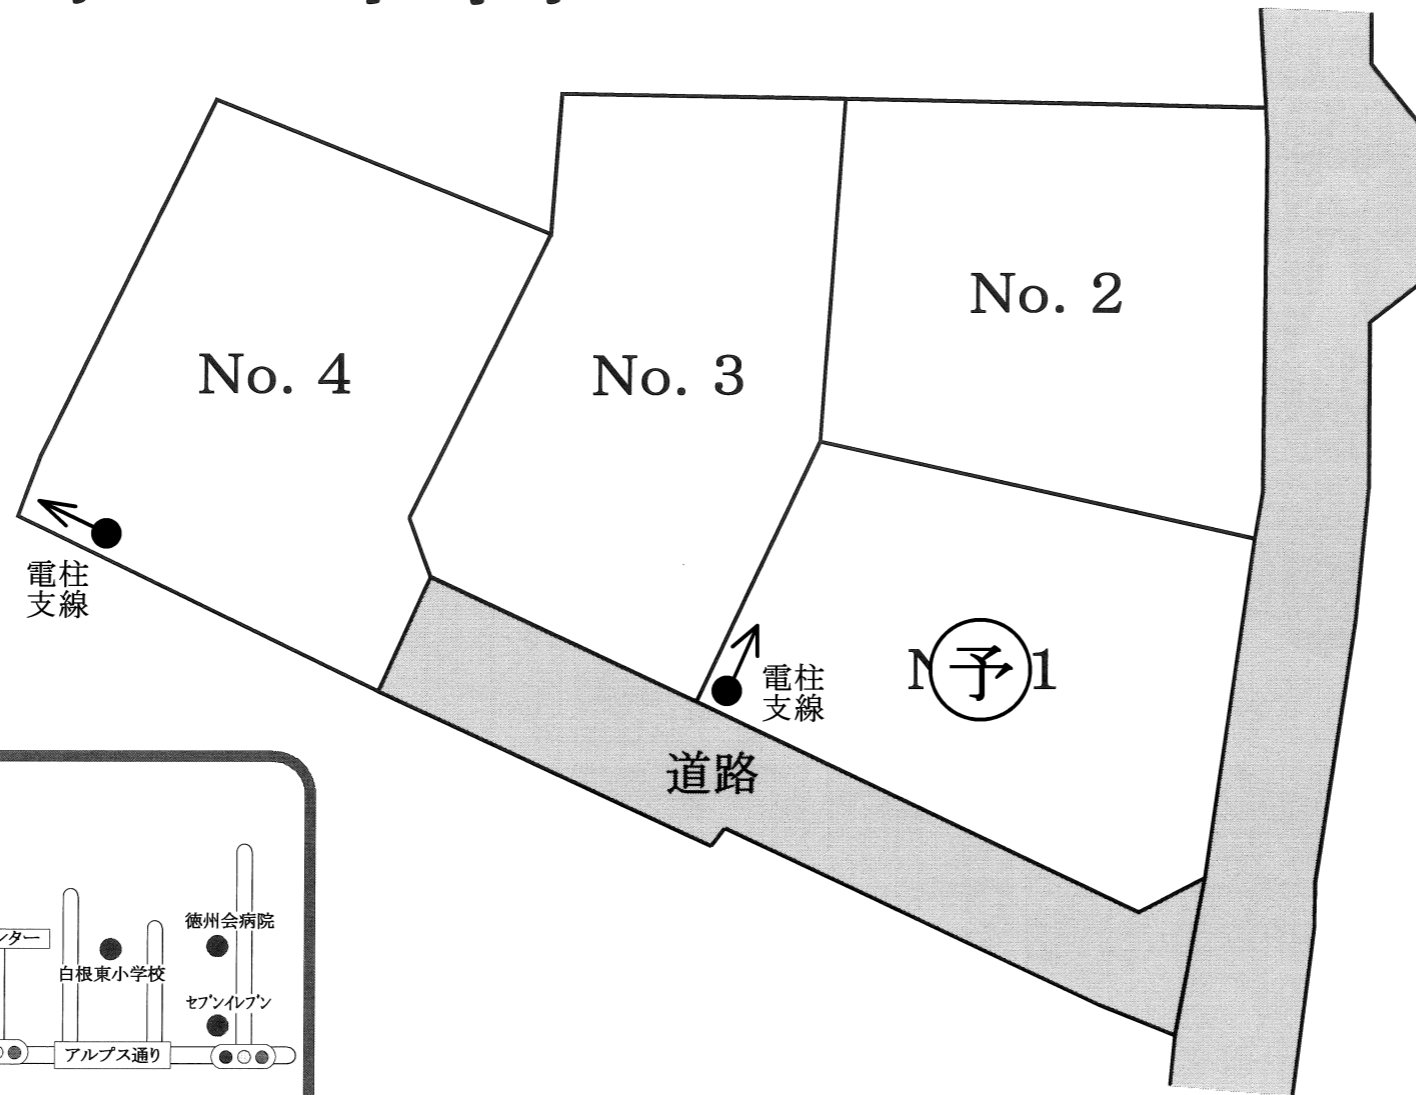 No. 2
No. 4
No. 3
電柱
支線
予
1
電柱
支線
道路
徳州会病院
ンター
白根東小学校
セブンイレブン
アルプス通り